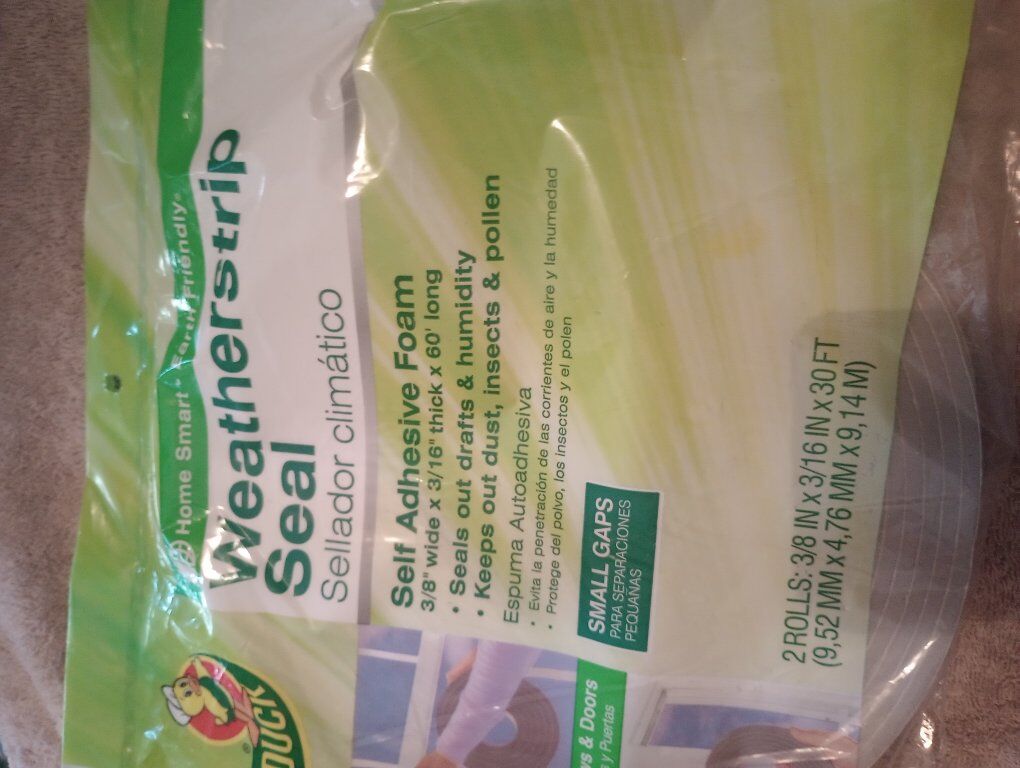 Home Smart • Earth Friendly®
Weatherstrip
Seal
Sellador climático
DUCK
®
Self Adhesive Foam
3/8" wide x 3/16" thick x 60' long
• Seals out drafts & humidity
• Keeps out dust, insects & pollen
Espuma Autoadhesiva
• Evita la penetración de las corrientes de aire y la humedad
• Protege del polvo, los insectos y el polen
SMALL GAPS
PARA SEPARACIONES
PEQUAÑAS
& Doors
y Puertas
2 ROLLS: 3/8 IN x 3/16 IN x 30 FT
(9,52 MM x 4,76 MM x 9,14 M)